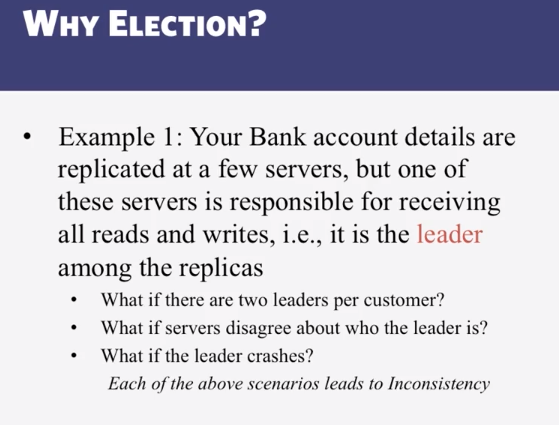 WHY ELECTION?
• Example 1: Your Bank account details are
replicated at a few servers, but one of
these servers is responsible for receiving
all reads and writes, i.e., it is the leader
among the replicas
• What if there are two leaders per customer?
• What if servers disagree about who the leader is?
• What if the leader crashes?
Each of the above scenarios leads to Inconsistency